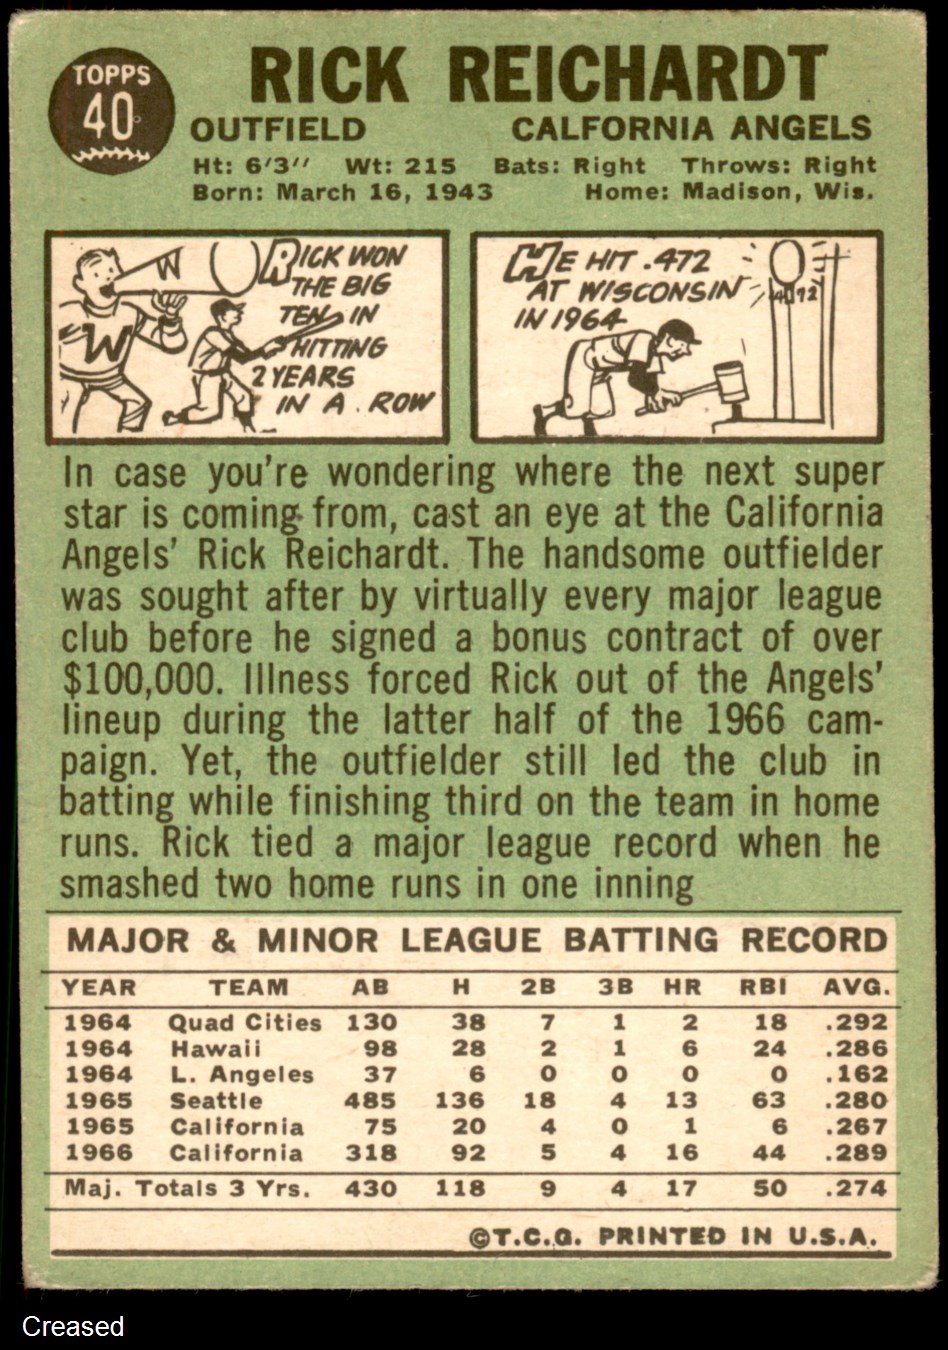 TOPPS
40
RICK REICHARDT
OUTFIELD CALFORNIA ANGELS
Ht: 6'3" Wt: 215 Bats: Right Throws: Right
Born: March 16, 1943 Home: Madison, Wis.
W
W
RICK WON
THE BIG
TEN IN
HITTING
2 YEARS
IN A ROW
HE HIT .472
AT WISCONSIN
IN 1964
.472
In case you're wondering where the next super
star is coming from, cast an eye at the California
Angels' Rick Reichardt. The handsome outfielder
was sought after by virtually every major league
club before he signed a bonus contract of over
$100,000. Illness forced Rick out of the Angels'
lineup during the latter half of the 1966 cam-
paign. Yet, the outfielder still led the club in
batting while finishing third on the team in home
runs. Rick tied a major league record when he
smashed two home runs in one inning
MAJOR & MINOR LEAGUE BATTING RECORD
YEAR TEAM AB H 2B 3B HR RBI AVG.
1964 Quad Cities 130 38 7 1 2 18 .292
1964 Hawaii 98 28 2 1 6 24 .286
1964 L. Angeles 37 6 0 0 0 0 .162
1965 Seattle 485 136 18 4 13 63 .280
1965 California 75 20 4 0 1 6 .267
1966 California 318 92 5 4 16 44 .289
Maj. Totals 3 Yrs. 430 118 9 4 17 50 .274
©T.C.G. PRINTED IN U.S.A.
Creased